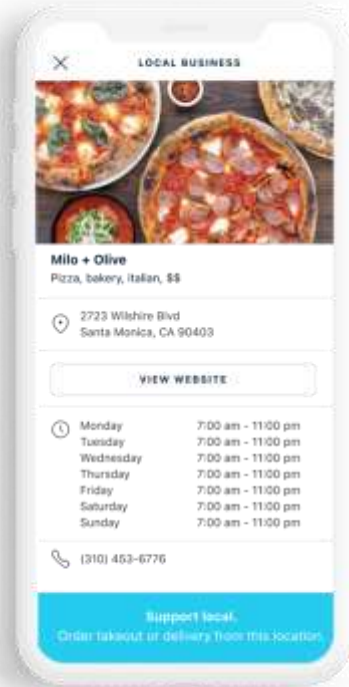 LOCAL BUSINESS
Milo + Olive
Pizza, bakery, italian, $$
2723 Wilshire Blvd
Santa Monica, CA 90403
VIEW WEBSITE
Monday 7:00 am - 11:00 pm
Tuesday 7:00 am - 11:00 pm
Wednesday 7:00 am - 11:00 pm
Thursday 7:00 am - 11:00 pm
Friday 7:00 am - 11:00 pm
Saturday 7:00 am - 11:00 pm
Sunday 7:00 am - 11:00 pm
(310) 453-6776
Support local.
Order takeout or delivery from this location